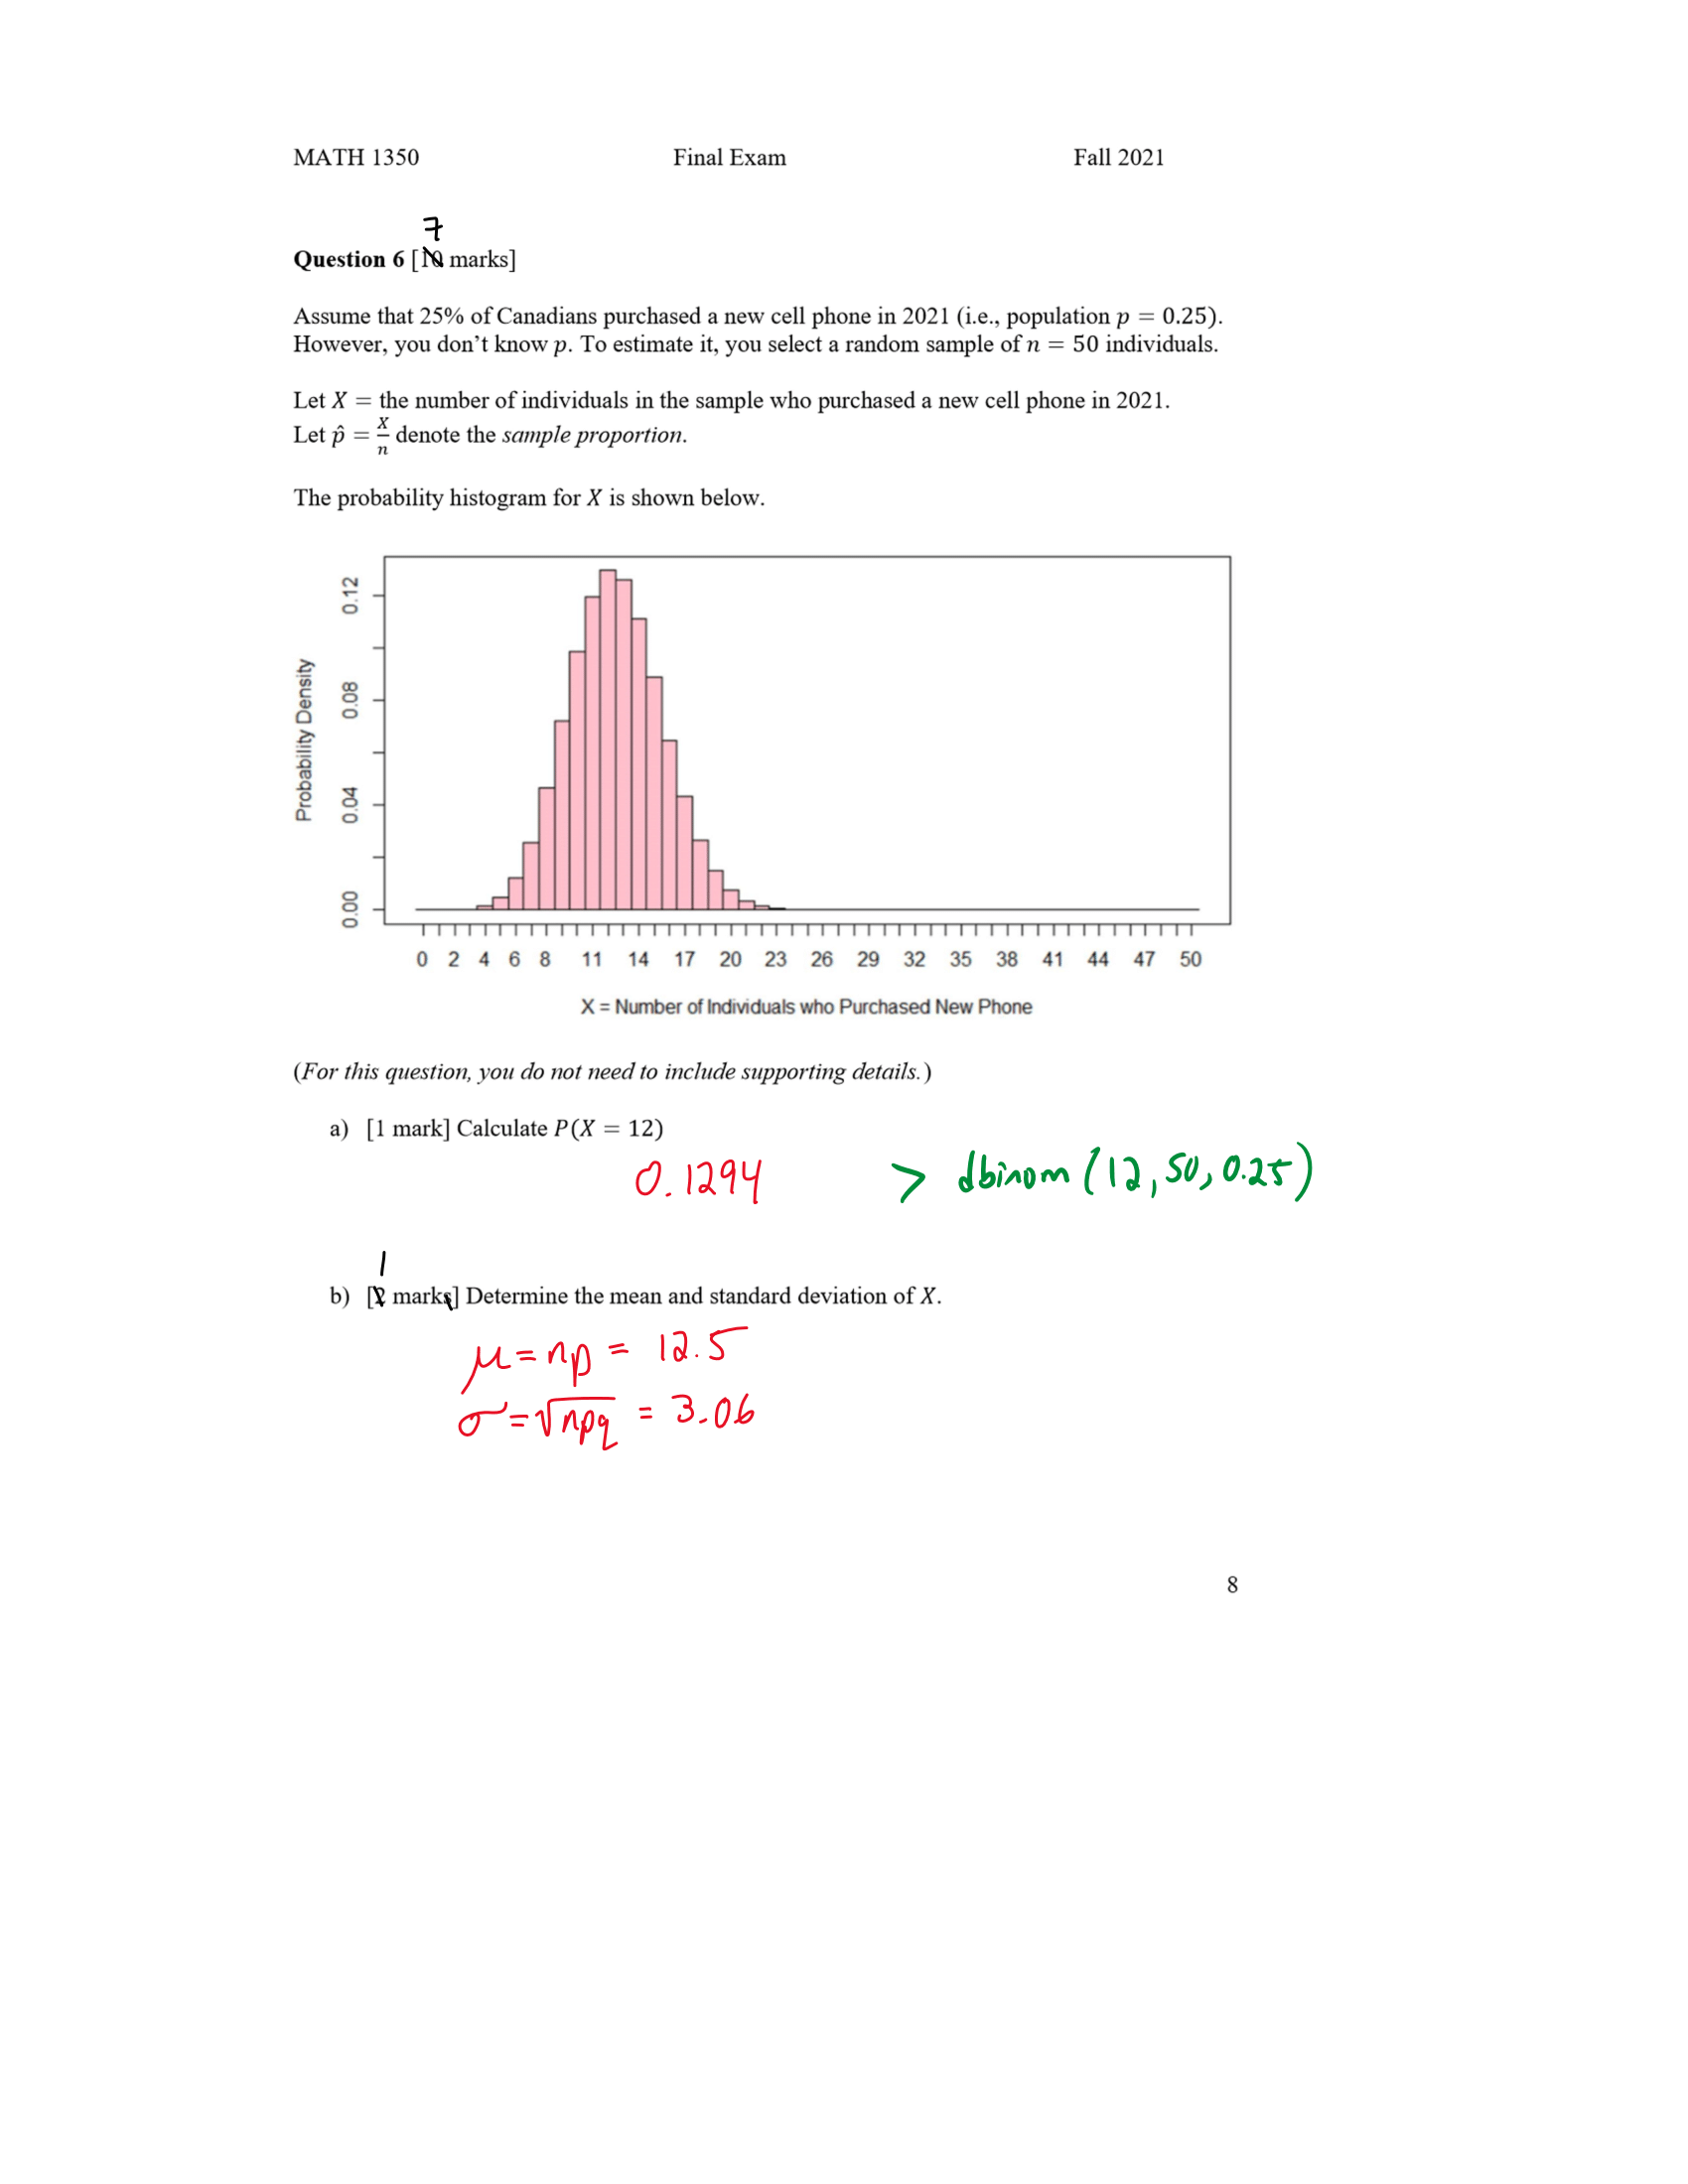 MATH 1350 Final Exam Fall 2021
7
Question 6 [10 marks]
Assume that 25% of Canadians purchased a new cell phone in 2021 (i.e., population p = 0.25).
However, you don't know p. To estimate it, you select a random sample of n = 50 individuals.
Let X = the number of individuals in the sample who purchased a new cell phone in 2021.
Let p̂ = X/n denote the sample proportion.
The probability histogram for X is shown below.
Probability Density
0.12
0.08
0.04
0.00
0 2 4 6 8 11 14 17 20 23 26 29 32 35 38 41 44 47 50
X = Number of Individuals who Purchased New Phone
(For this question, you do not need to include supporting details.)
a) [1 mark] Calculate P(X = 12)
0.1294 > dbinom (12, 50, 0.25)
1
b) [2 marks] Determine the mean and standard deviation of X.
μ = np = 12.5
σ = √npq = 3.06
8